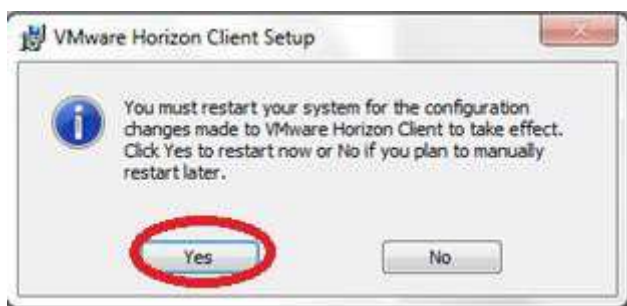 VMware Horizon Client Setup
You must restart your system for the configuration
changes made to VMware Horizon Client to take effect.
Click Yes to restart now or No if you plan to manually
restart later.
Yes No